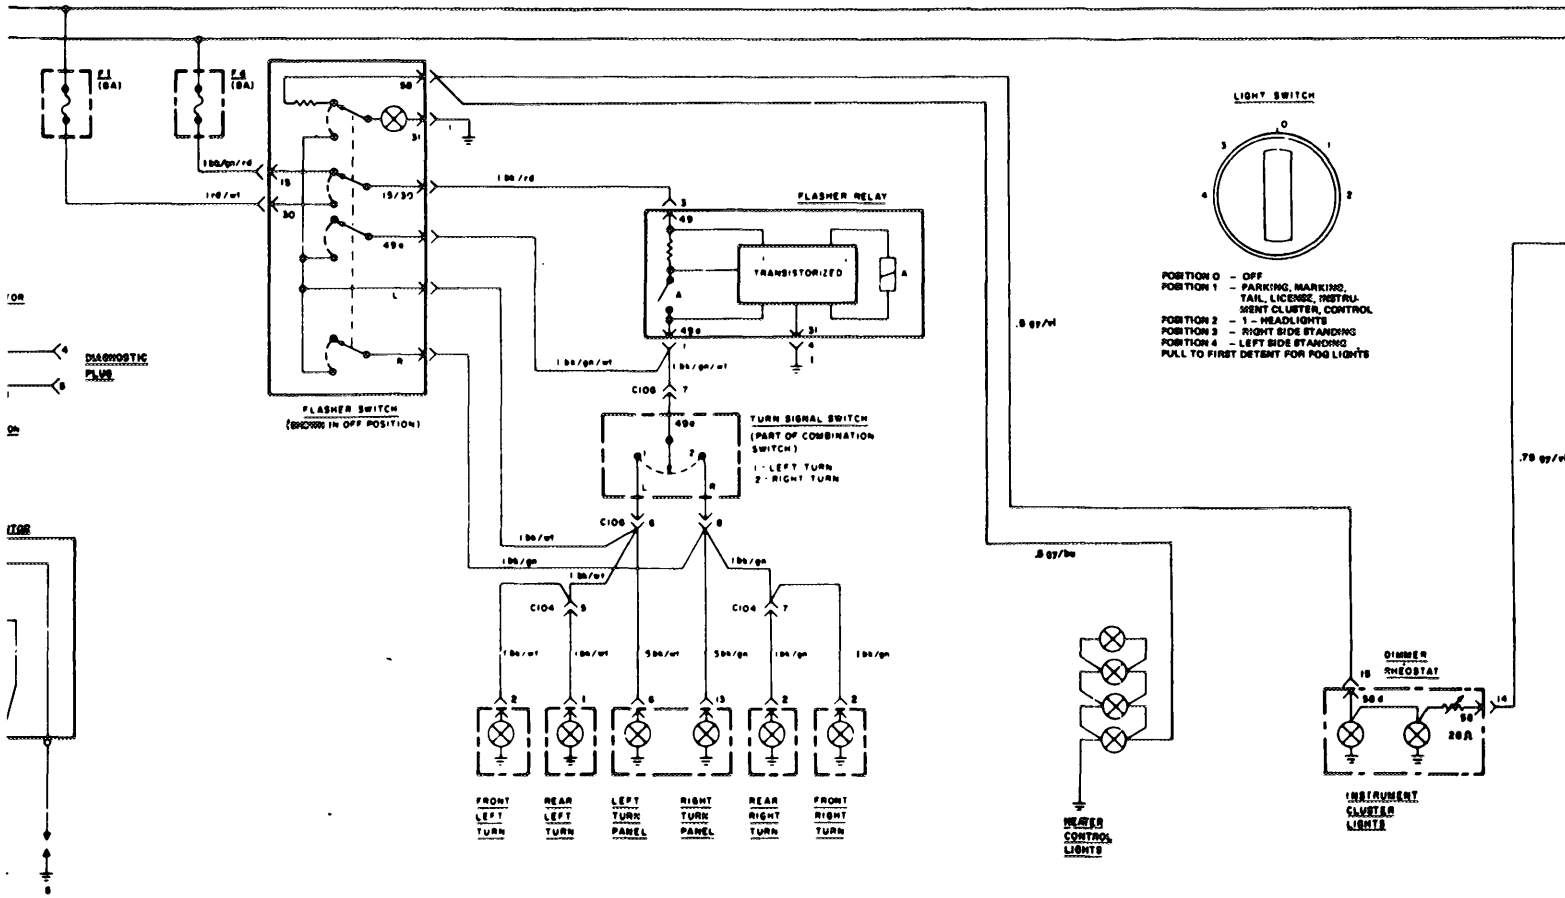 F1
(8A)
F4
(8A)
1 bk/gn/rd
1 rd/wt
58
31
1
15
30
15/30
49a
L
R
FLASHER SWITCH
(SHOWN IN OFF POSITION)
TOR
4
5
DIAGNOSTIC
PLUG
ON
8
1 bk/rd
FLASHER RELAY
3
49
TRANSISTORIZED
A
A
49a
31
1
4
1
1 bk/gn/wt
1 bk/gn/wt
C106
7
49a
1
2
L
R
TURN SIGNAL SWITCH
(PART OF COMBINATION
SWITCH)
1 - LEFT TURN
2 - RIGHT TURN
C106
6
8
1 bk/wt
1 bk/gn
1 bk/wt
1 bk/gn
C104
5
C104
7
1 bk/wt
1 bk/wt
.5 bk/wt
.5 bk/gn
1 bk/gn
1 bk/gn
2
1
6
13
2
2
FRONT
LEFT
TURN
REAR
LEFT
TURN
LEFT
TURN
PANEL
RIGHT
TURN
PANEL
REAR
RIGHT
TURN
FRONT
RIGHT
TURN
LIGHT SWITCH
0
3
1
4
2
POSITION 0 - OFF
POSITION 1 - PARKING, MARKING,
TAIL, LICENSE, INSTRU-
MENT CLUSTER, CONTROL
POSITION 2 - 1 - HEADLIGHTS
POSITION 3 - RIGHT SIDE STANDING
POSITION 4 - LEFT SIDE STANDING
PULL TO FIRST DETENT FOR FOG LIGHTS
.5 gy/vi
.5 gy/bu
.75 gy/vi
HEATER
CONTROL
LIGHTS
DIMMER
RHEOSTAT
15
58d
58
14
INSTRUMENT
CLUSTER
LIGHTS